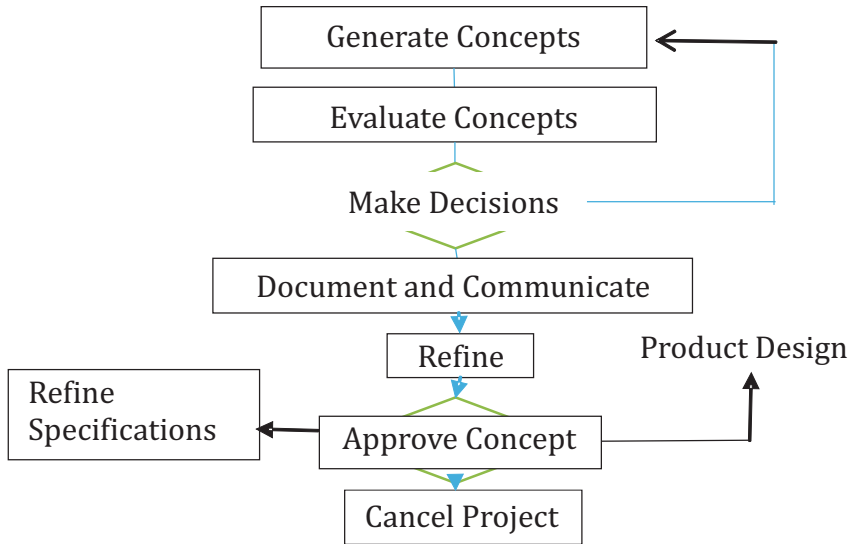 Generate Concepts
Evaluate Concepts
Make Decisions
Document and Communicate
Refine
Product Design
Refine
Specifications
Approve Concept
Cancel Project